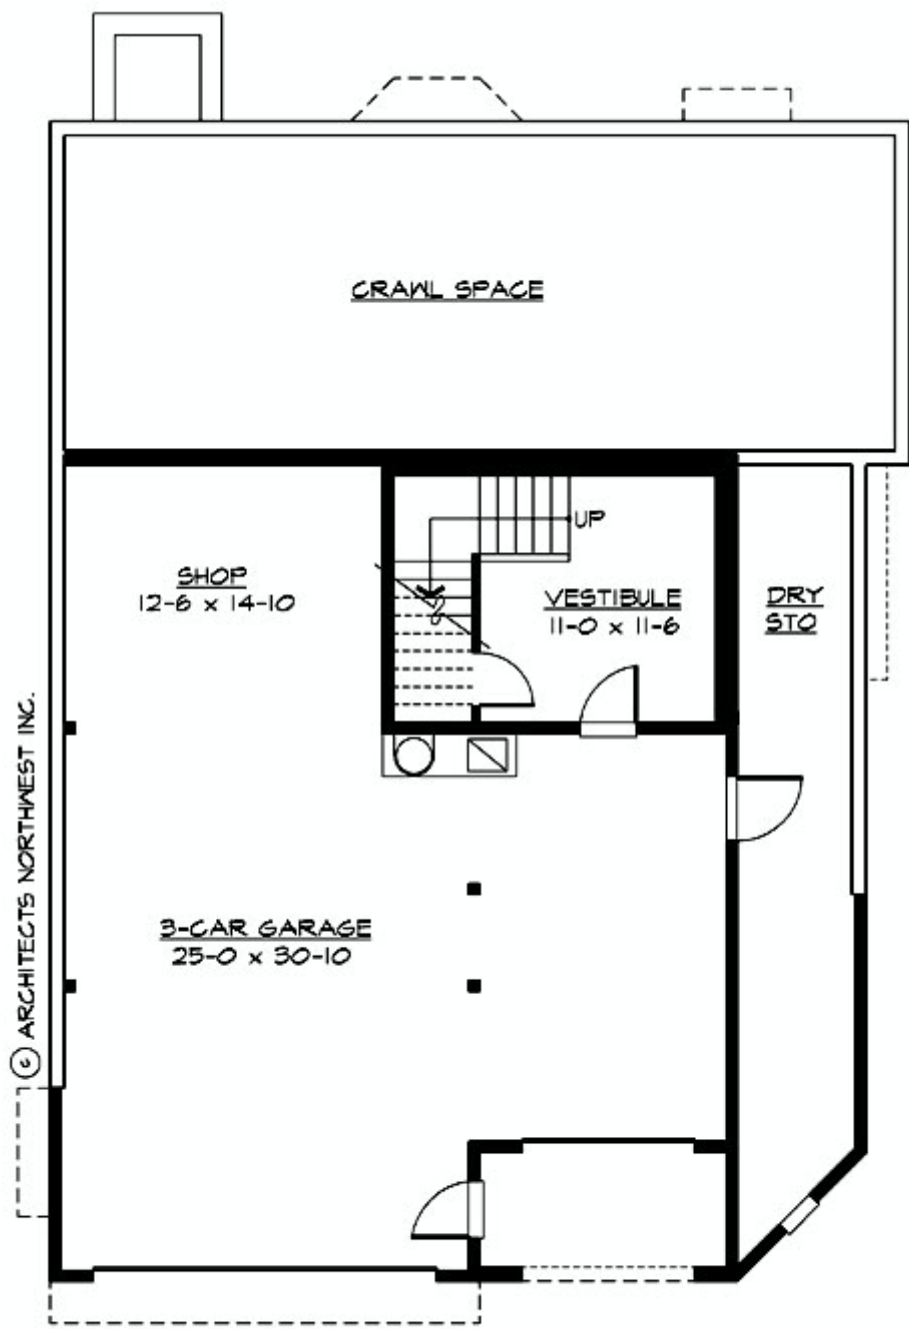 CRAWL SPACE
UP
SHOP
12-6 x 14-10
VESTIBULE
11-0 x 11-6
DRY
STO
3-CAR GARAGE
25-0 x 30-10
© ARCHITECTS NORTHWEST INC.